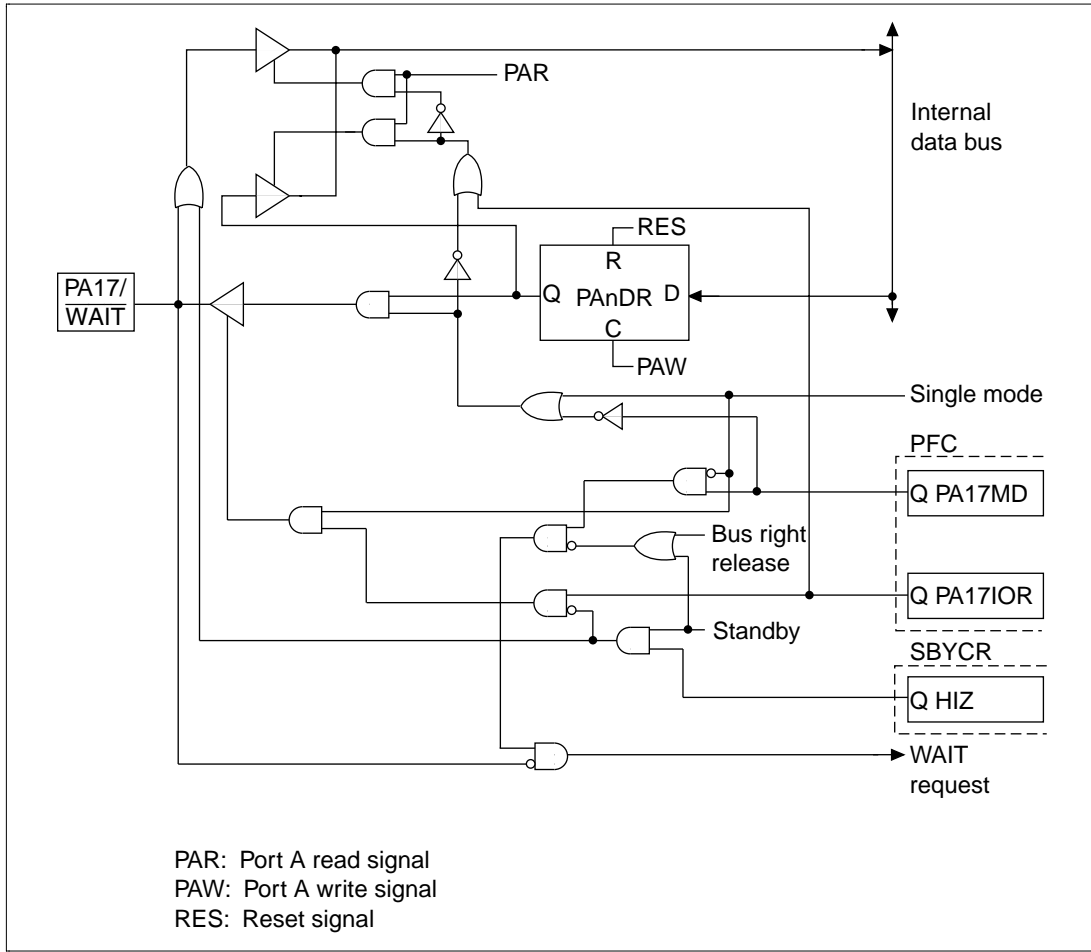 PAR
Internal
data bus
RES
R
PA17/
WAIT
Q PAnDR D
C
PAW
Single mode
PFC
Q PA17MD
Bus right
release
Q PA17IOR
Standby
SBYCR
Q HIZ
WAIT
request
PAR: Port A read signal
PAW: Port A write signal
RES: Reset signal